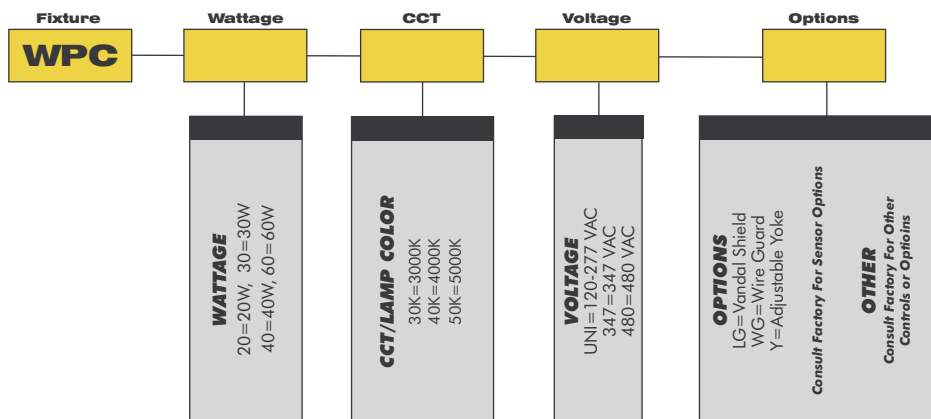 Fixture
Wattage
CCT
Voltage
Options
WPC
WATTAGE
20=20W, 30=30W
40=40W, 60=60W
CCT/LAMP COLOR
30K=3000K
40K=4000K
50K=5000K
VOLTAGE
UNI=120-277 VAC
347=347 VAC
480=480 VAC
OPTIONS
LG=Vandal Shield
WG=Wire Guard
Y=Adjustable Yoke
Consult Factory For Sensor Options
OTHER
Consult Factory For Other
Controls or Optioins